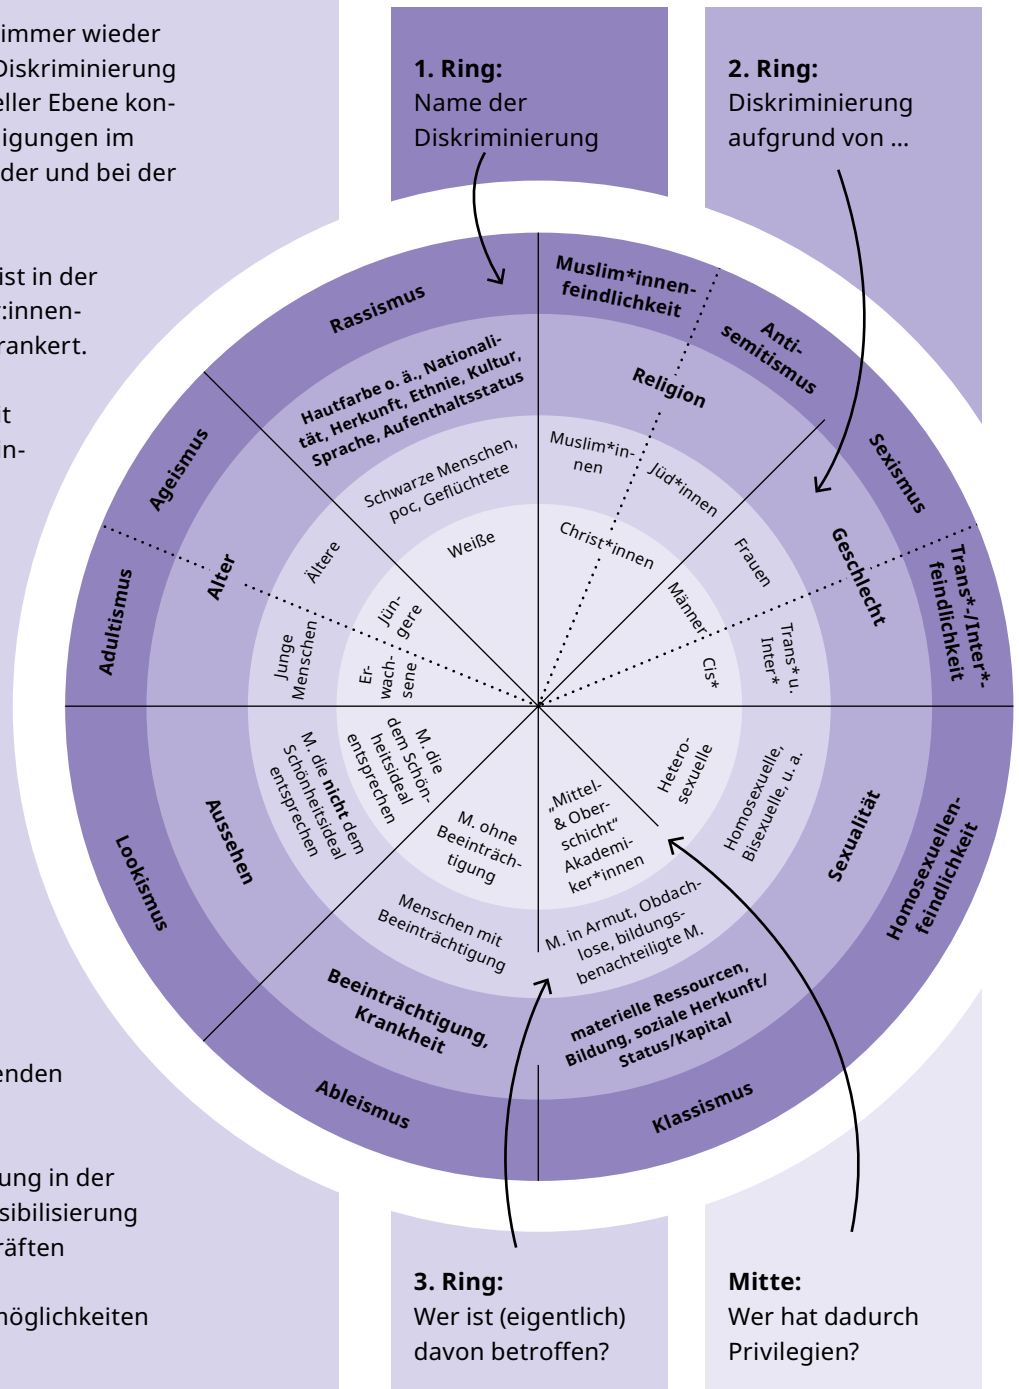 immer wieder
Diskriminierung
eller Ebene kon-
igungen im
der und bei der
ist in der
r:innen-
rankert.
it
in-
enden
ung in der
sibilisierung
räften
möglichkeiten
1. Ring:
Name der
Diskriminierung
2. Ring:
Diskriminierung
aufgrund von ...
Rassismus
Hautfarbe o. ä., Nationali-
tät, Herkunft, Ethnie, Kultur,
Sprache, Aufenthaltsstatus
Schwarze Menschen,
poc, Geflüchtete
Weiße
Muslim*innen-
feindlichkeit
Anti-
semitismus
Religion
Muslim*in-
nen
Jüd*innen
Christ*innen
Sexismus
Trans*-/Inter*-
feindlichkeit
Geschlecht
Frauen
Trans* u.
Inter*
Männer
Cis*
Homosexuellen-
feindlichkeit
Sexualität
Homosexuelle,
Bisexuelle, u. a.
Hetero-
sexuelle
Klassismus
materielle Ressourcen,
Bildung, soziale Herkunft/
Status/Kapital
M. in Armut, Obdach-
lose, bildungs-
benachteiligte M.
„Mittel-
& Ober-
schicht“
Akademi-
ker*innen
Ableismus
Beeinträchtigung,
Krankheit
Menschen mit
Beeinträchtigung
M. ohne
Beeinträch-
tigung
Lookismus
Aussehen
M. die nicht dem
Schönheitsideal
entsprechen
M. die
dem Schön-
heitsideal
entsprechen
Adultismus
Ageismus
Alter
Junge
Menschen
Ältere
Er-
wach-
sene
Jün-
gere
3. Ring:
Wer ist (eigentlich)
davon betroffen?
Mitte:
Wer hat dadurch
Privilegien?